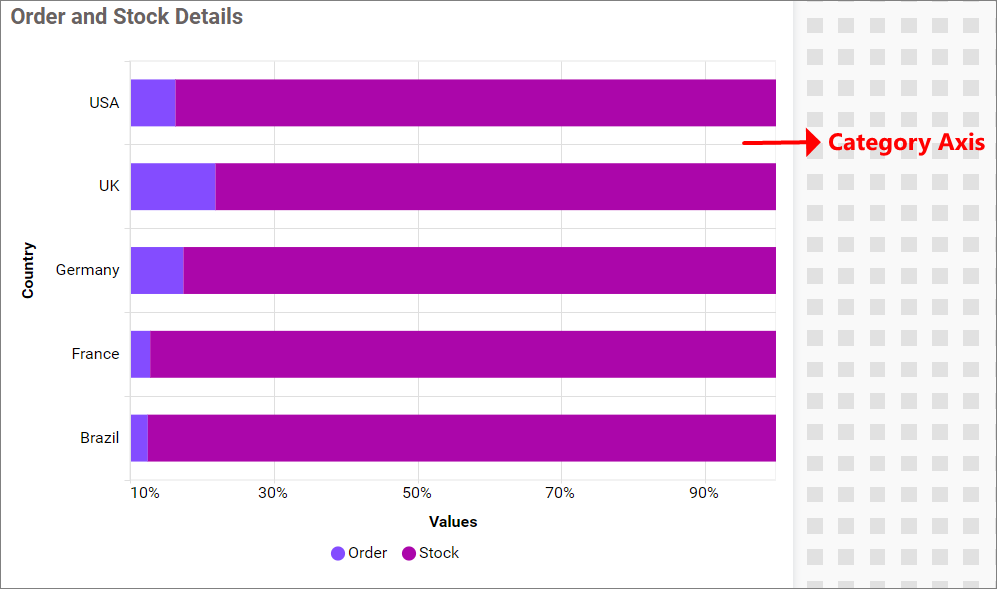 Order and Stock Details
USA
Category Axis
UK
Country
Germany
France
Brazil
10% 30% 50% 70% 90%
Values
Order Stock